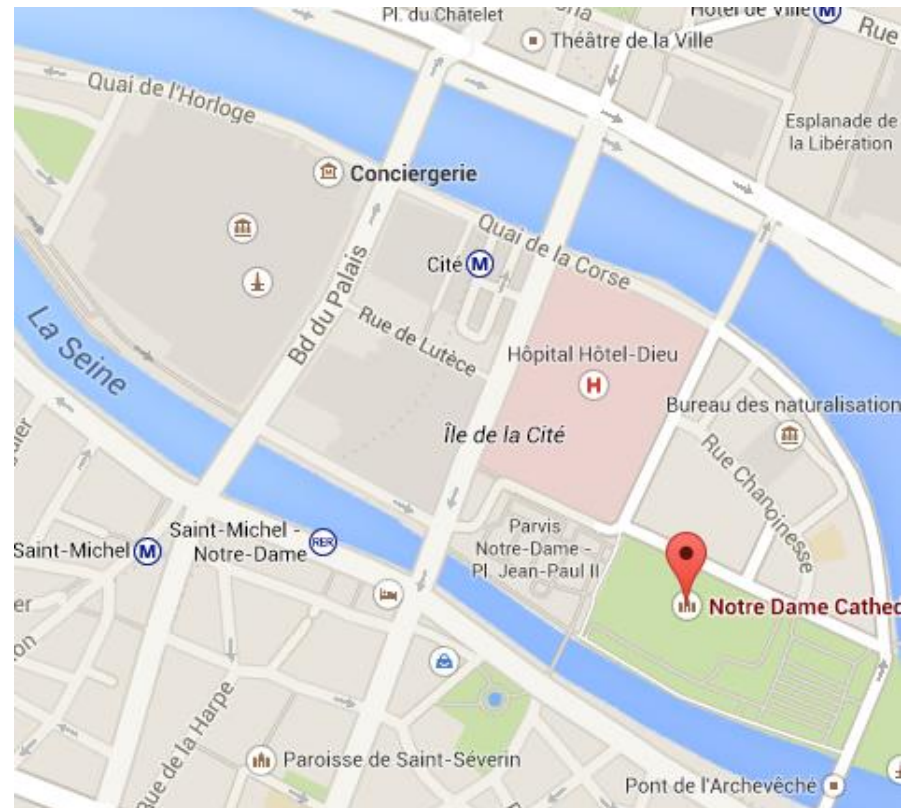 Pl. du Châtelet
Hôtel de Ville M
Rue
Théâtre de la Ville
Quai de l'Horloge
Esplanade de
la Libération
Conciergerie
Quai de la Corse
Cité M
Bd du Palais
La Seine
Rue de Lutèce
Hôpital Hôtel-Dieu
H
Bureau des naturalisation
Île de la Cité
Rue Chanoinesse
Saint-Michel M
Saint-Michel -
Notre-Dame
RER
Parvis
Notre-Dame -
Pl. Jean-Paul II
Notre Dame Cathed
er
on
Rue de la Harpe
Paroisse de Saint-Séverin
Pont de l'Archevêché